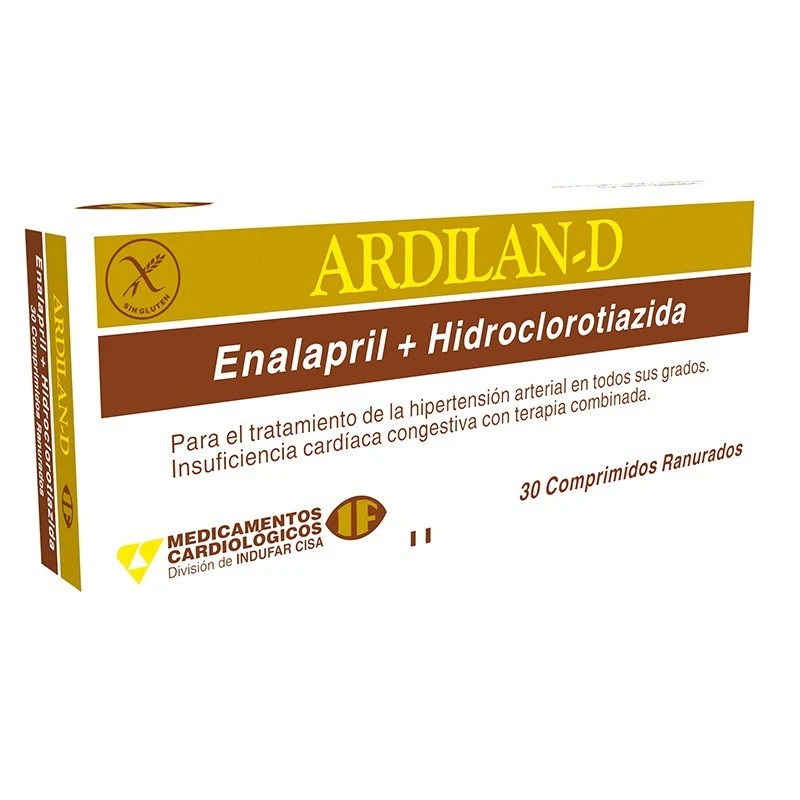 ARDILAN-D
SIN GLUTEN
Enalapril + Hidroclorotiazida
Para el tratamiento de la hipertensión arterial en todos sus grados.
Insuficiencia cardíaca congestiva con terapia combinada.
30 Comprimidos Ranurados
MEDICAMENTOS
CARDIOLÓGICOS
División de INDUFAR CISA
IF
ARDILAN-D
Enalapril + Hidroclorotiazida
30 Comprimidos Ranurados
IF